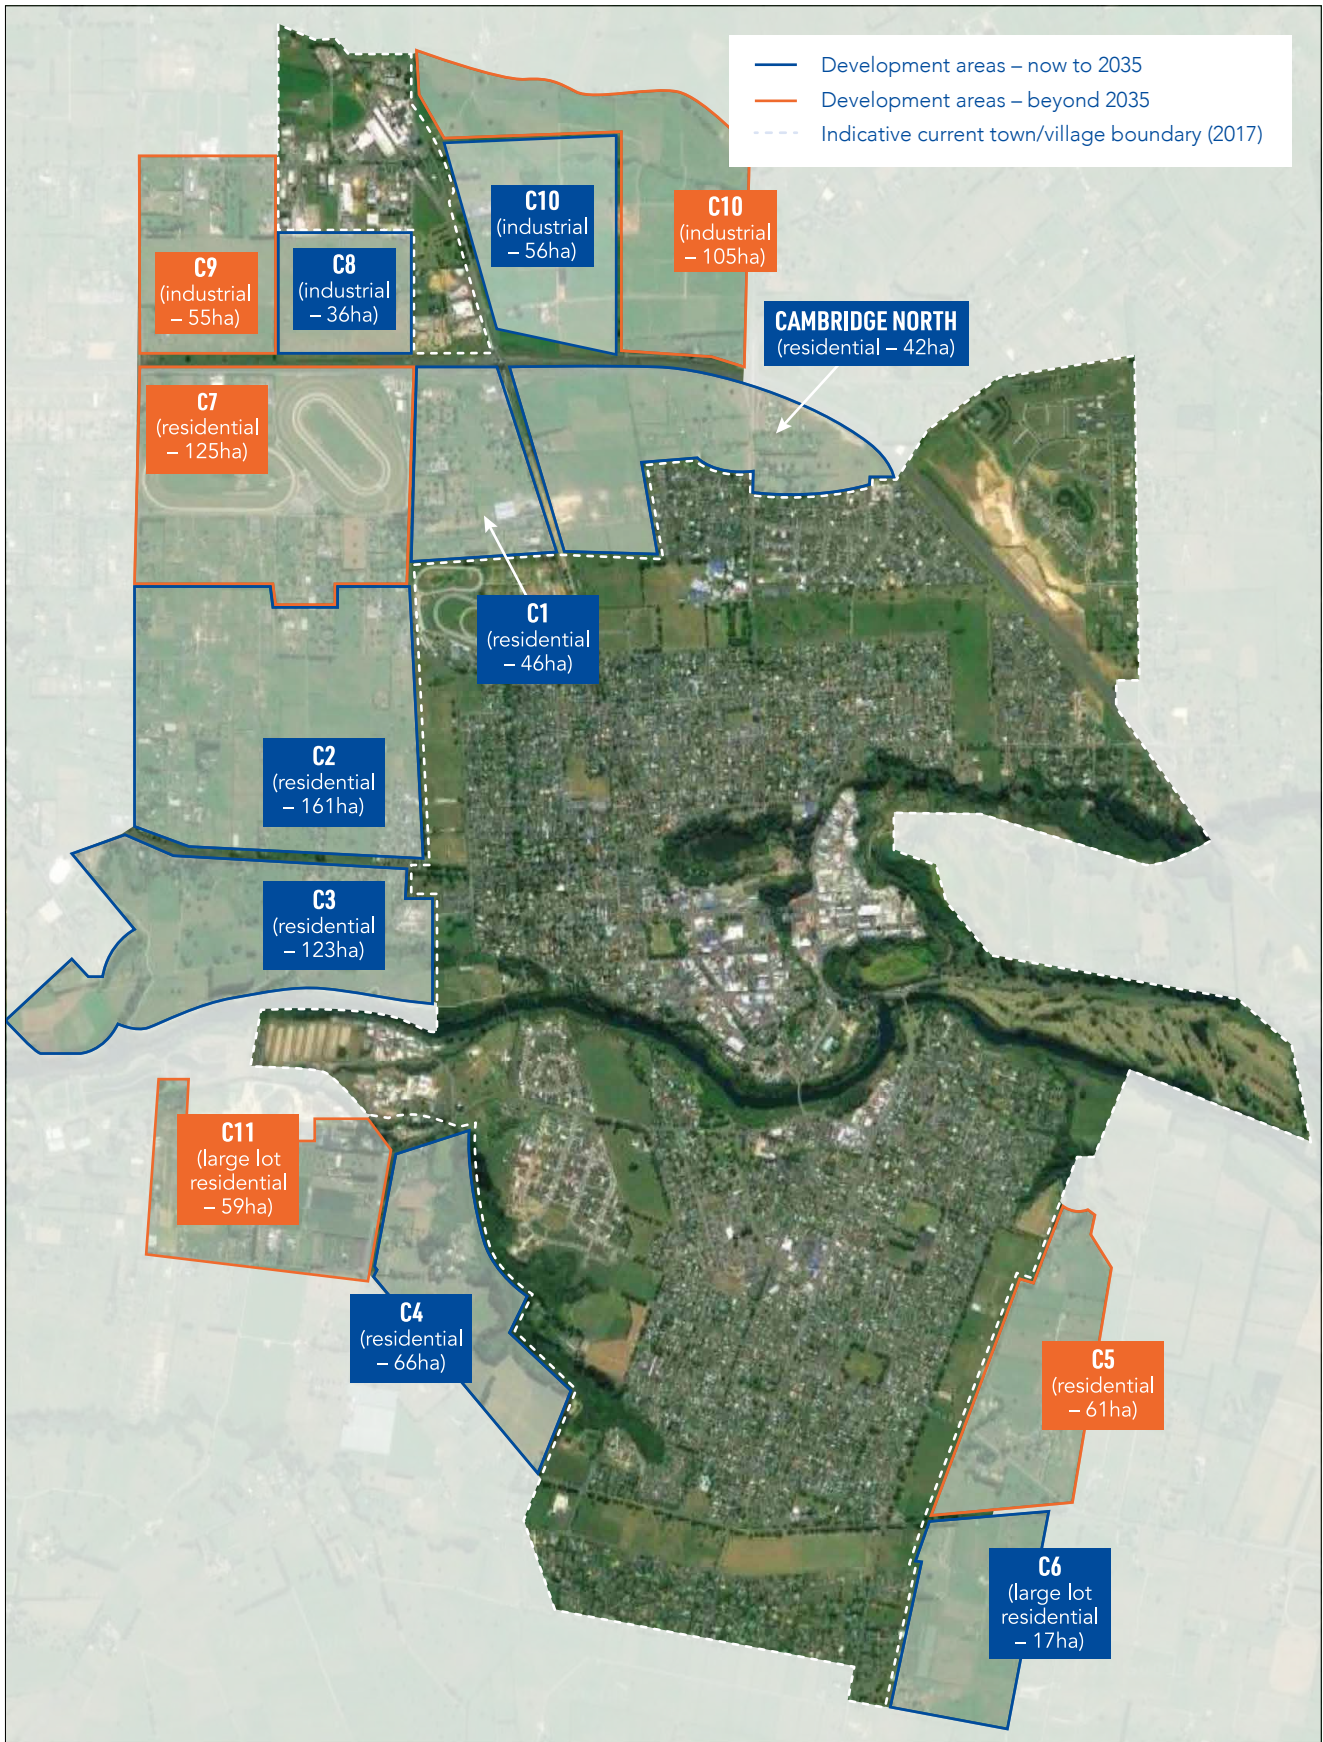 Development areas – now to 2035
Development areas – beyond 2035
Indicative current town/village boundary (2017)
C10
(industrial
– 56ha)
C10
(industrial
– 105ha)
C9
(industrial
– 55ha)
C8
(industrial
– 36ha)
CAMBRIDGE NORTH
(residential – 42ha)
C7
(residential
– 125ha)
C1
(residential
– 46ha)
C2
(residential
– 161ha)
C3
(residential
– 123ha)
C11
(large lot
residential
– 59ha)
C4
(residential
– 66ha)
C5
(residential
– 61ha)
C6
(large lot
residential
– 17ha)